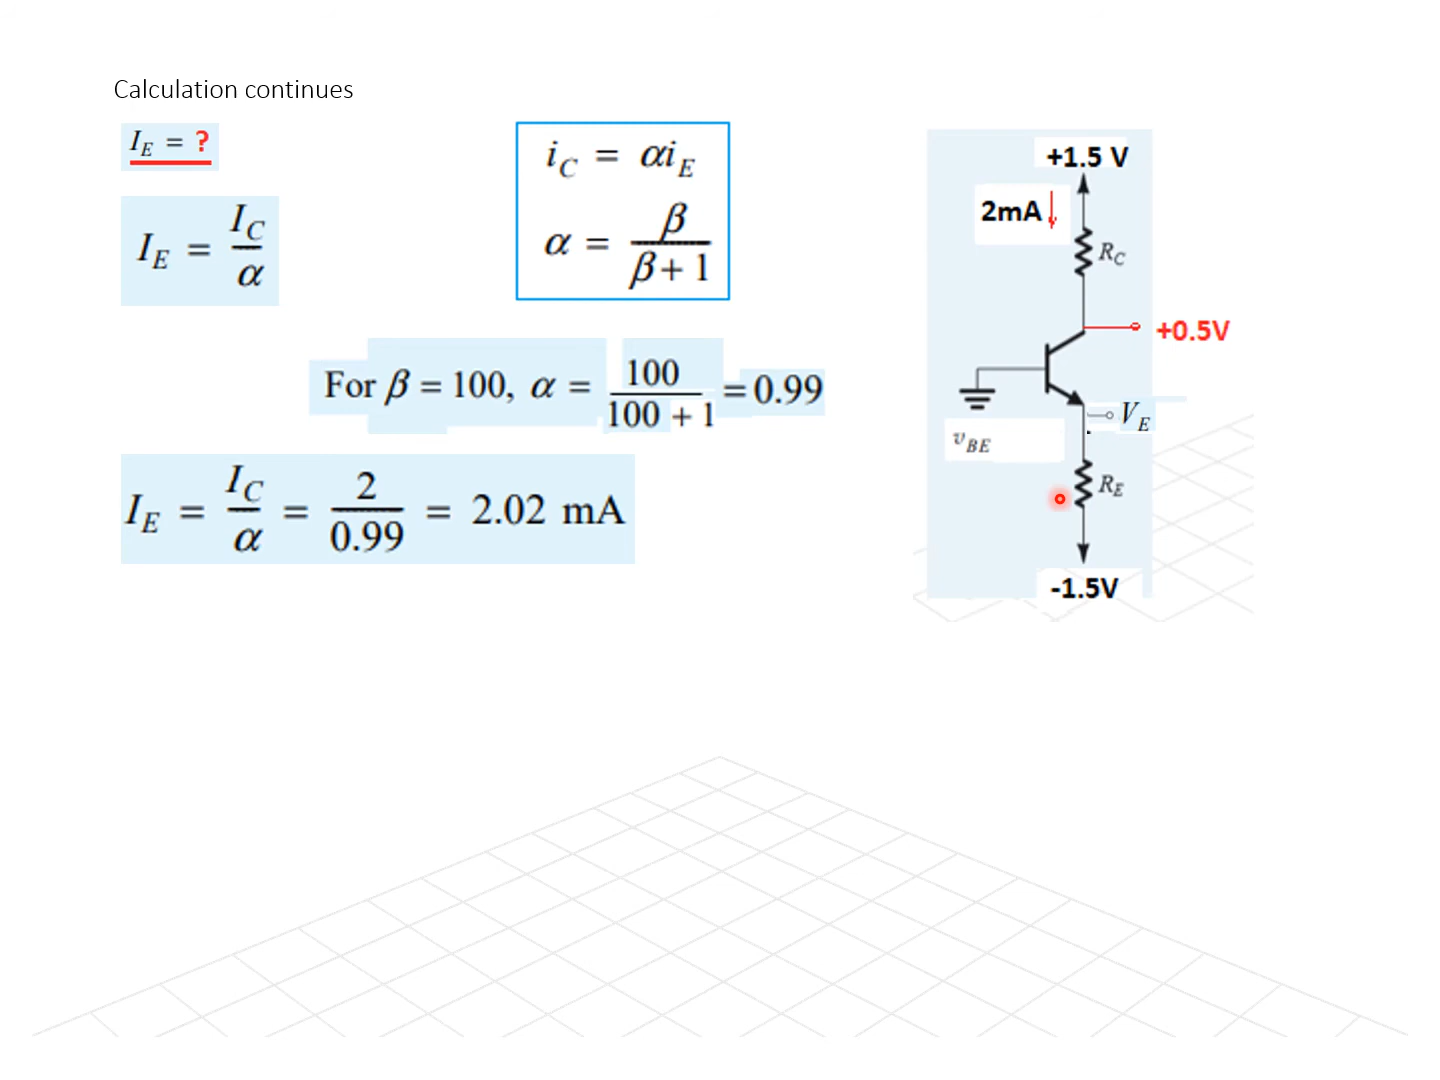 Calculation continues
I_E = ?
i_C = αi_E
α = β / (β + 1)
I_E = I_C / α
For β = 100, α = 100 / (100 + 1) = 0.99
I_E = I_C / α = 2 / 0.99 = 2.02 mA
+1.5 V
2mA
R_C
+0.5V
V_E
v_BE
R_E
-1.5V